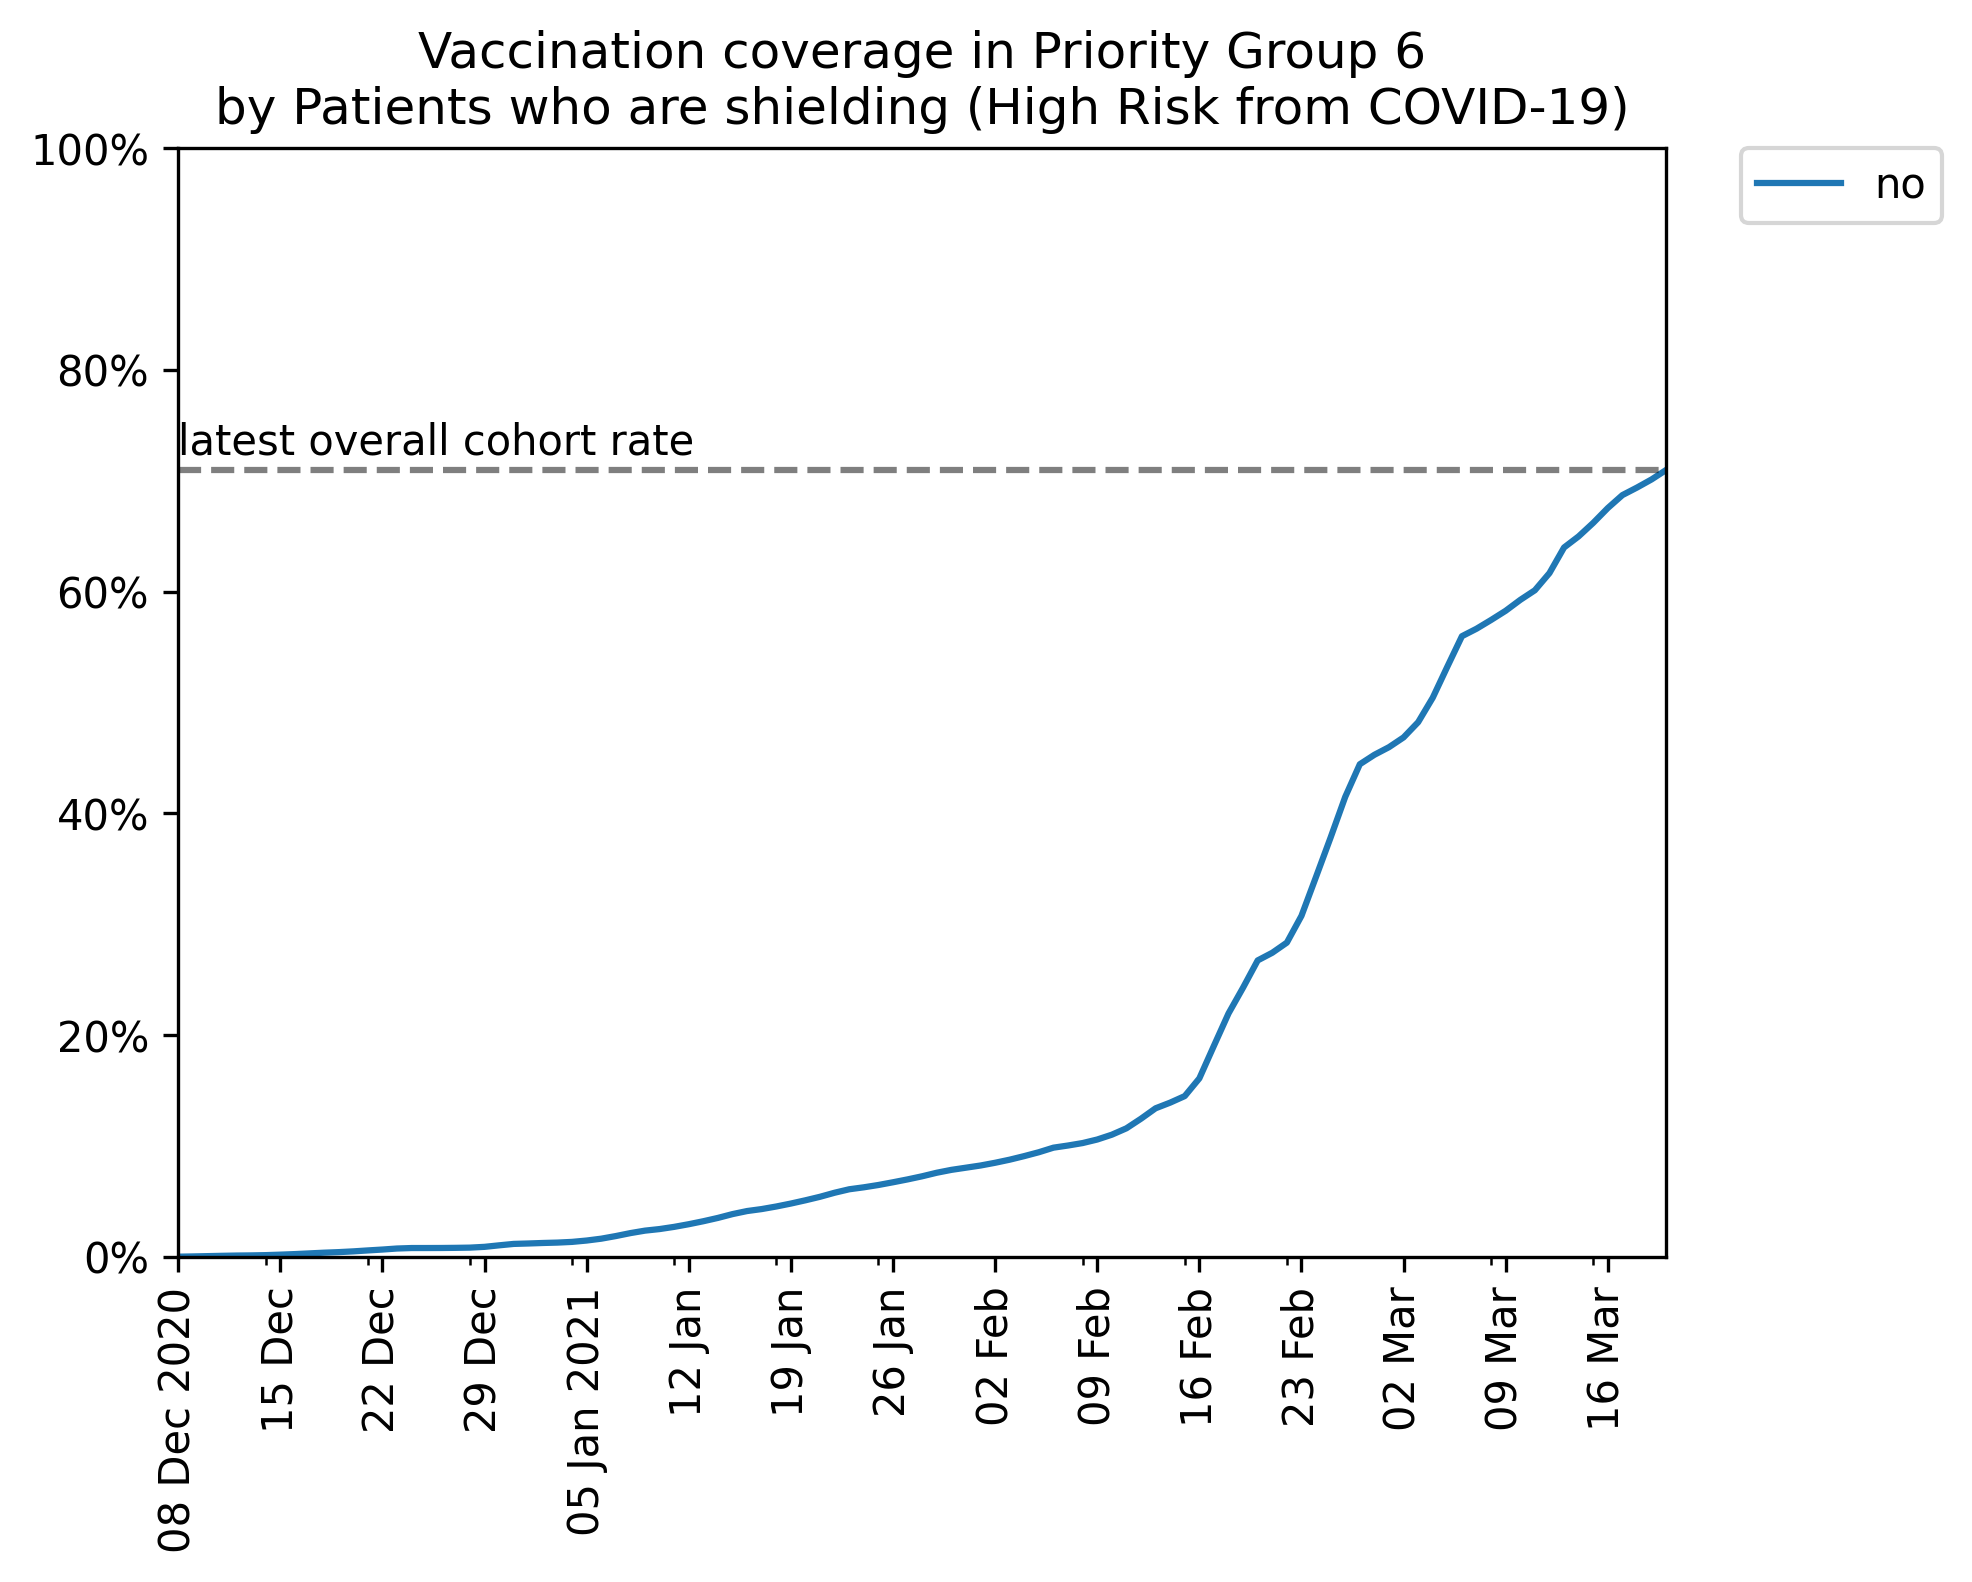 Vaccination coverage in Priority Group 6
by Patients who are shielding (High Risk from COVID-19)
100%
80%
60%
40%
20%
0%
latest overall cohort rate
no
08 Dec 2020
15 Dec
22 Dec
29 Dec
05 Jan 2021
12 Jan
19 Jan
26 Jan
02 Feb
09 Feb
16 Feb
23 Feb
02 Mar
09 Mar
16 Mar